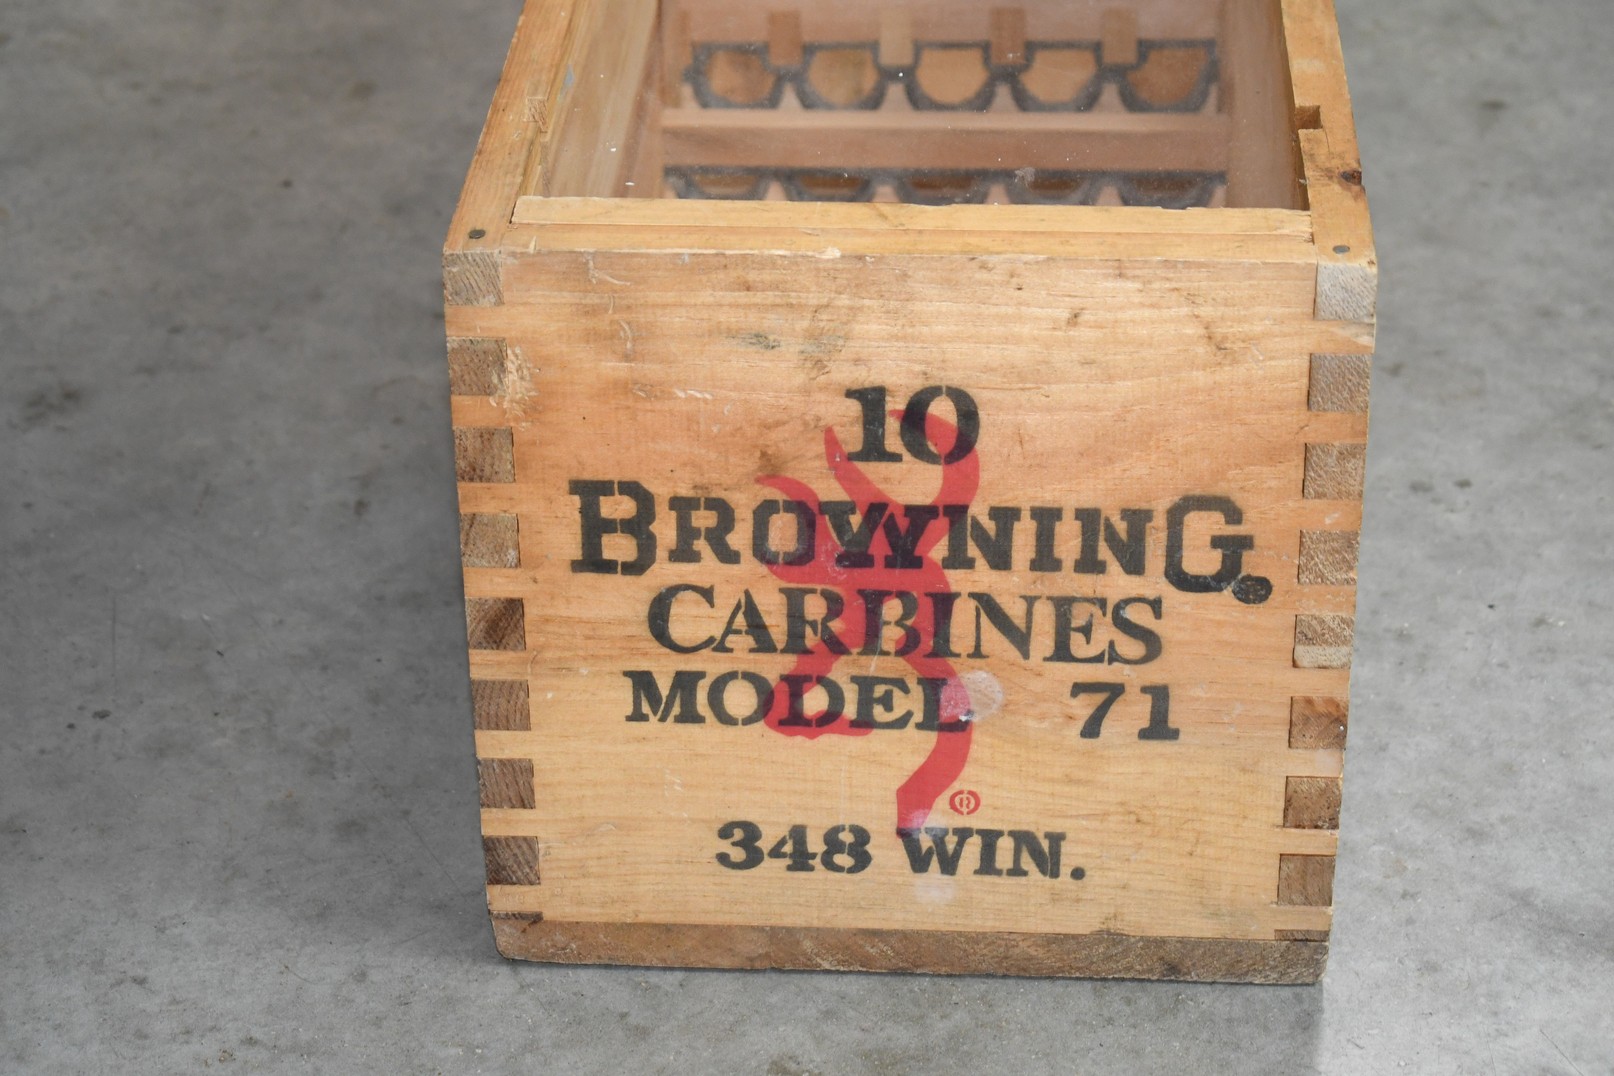 10
BROWNING.
CARBINES
MODEL 71
®
348 WIN.